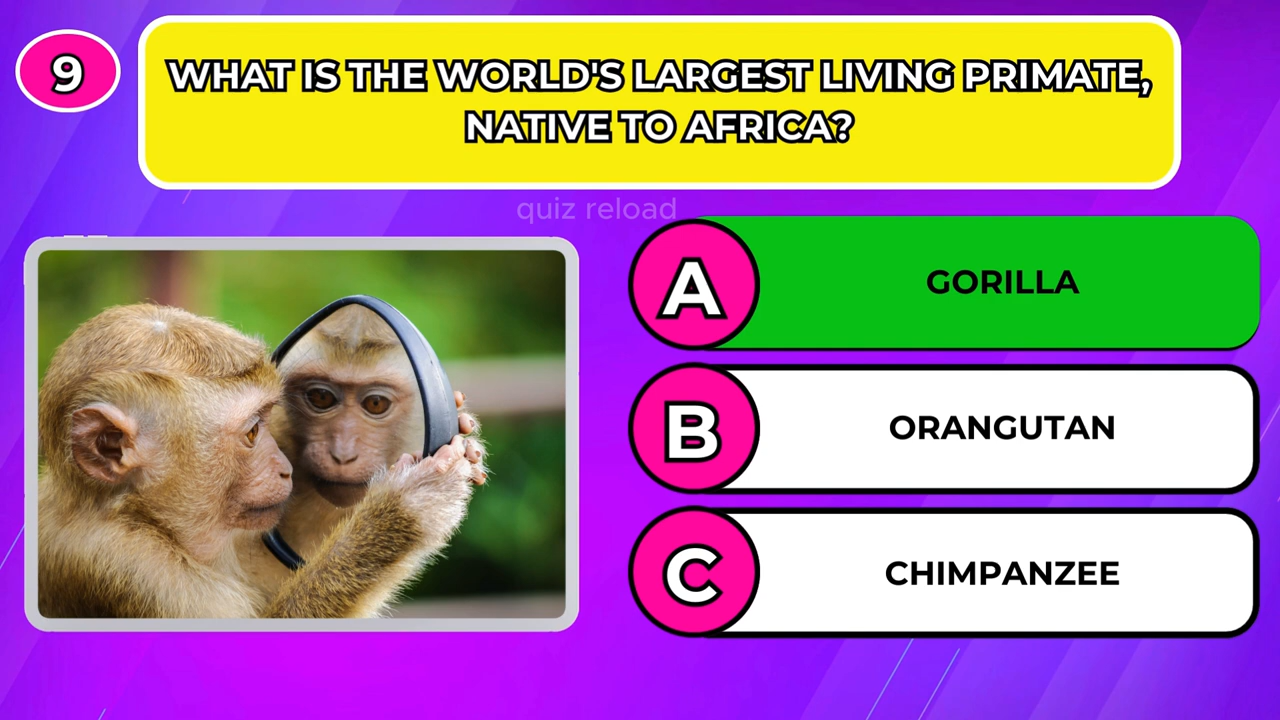 9
WHAT IS THE WORLD'S LARGEST LIVING PRIMATE,
NATIVE TO AFRICA?
quiz reload
A
GORILLA
B
ORANGUTAN
C
CHIMPANZEE